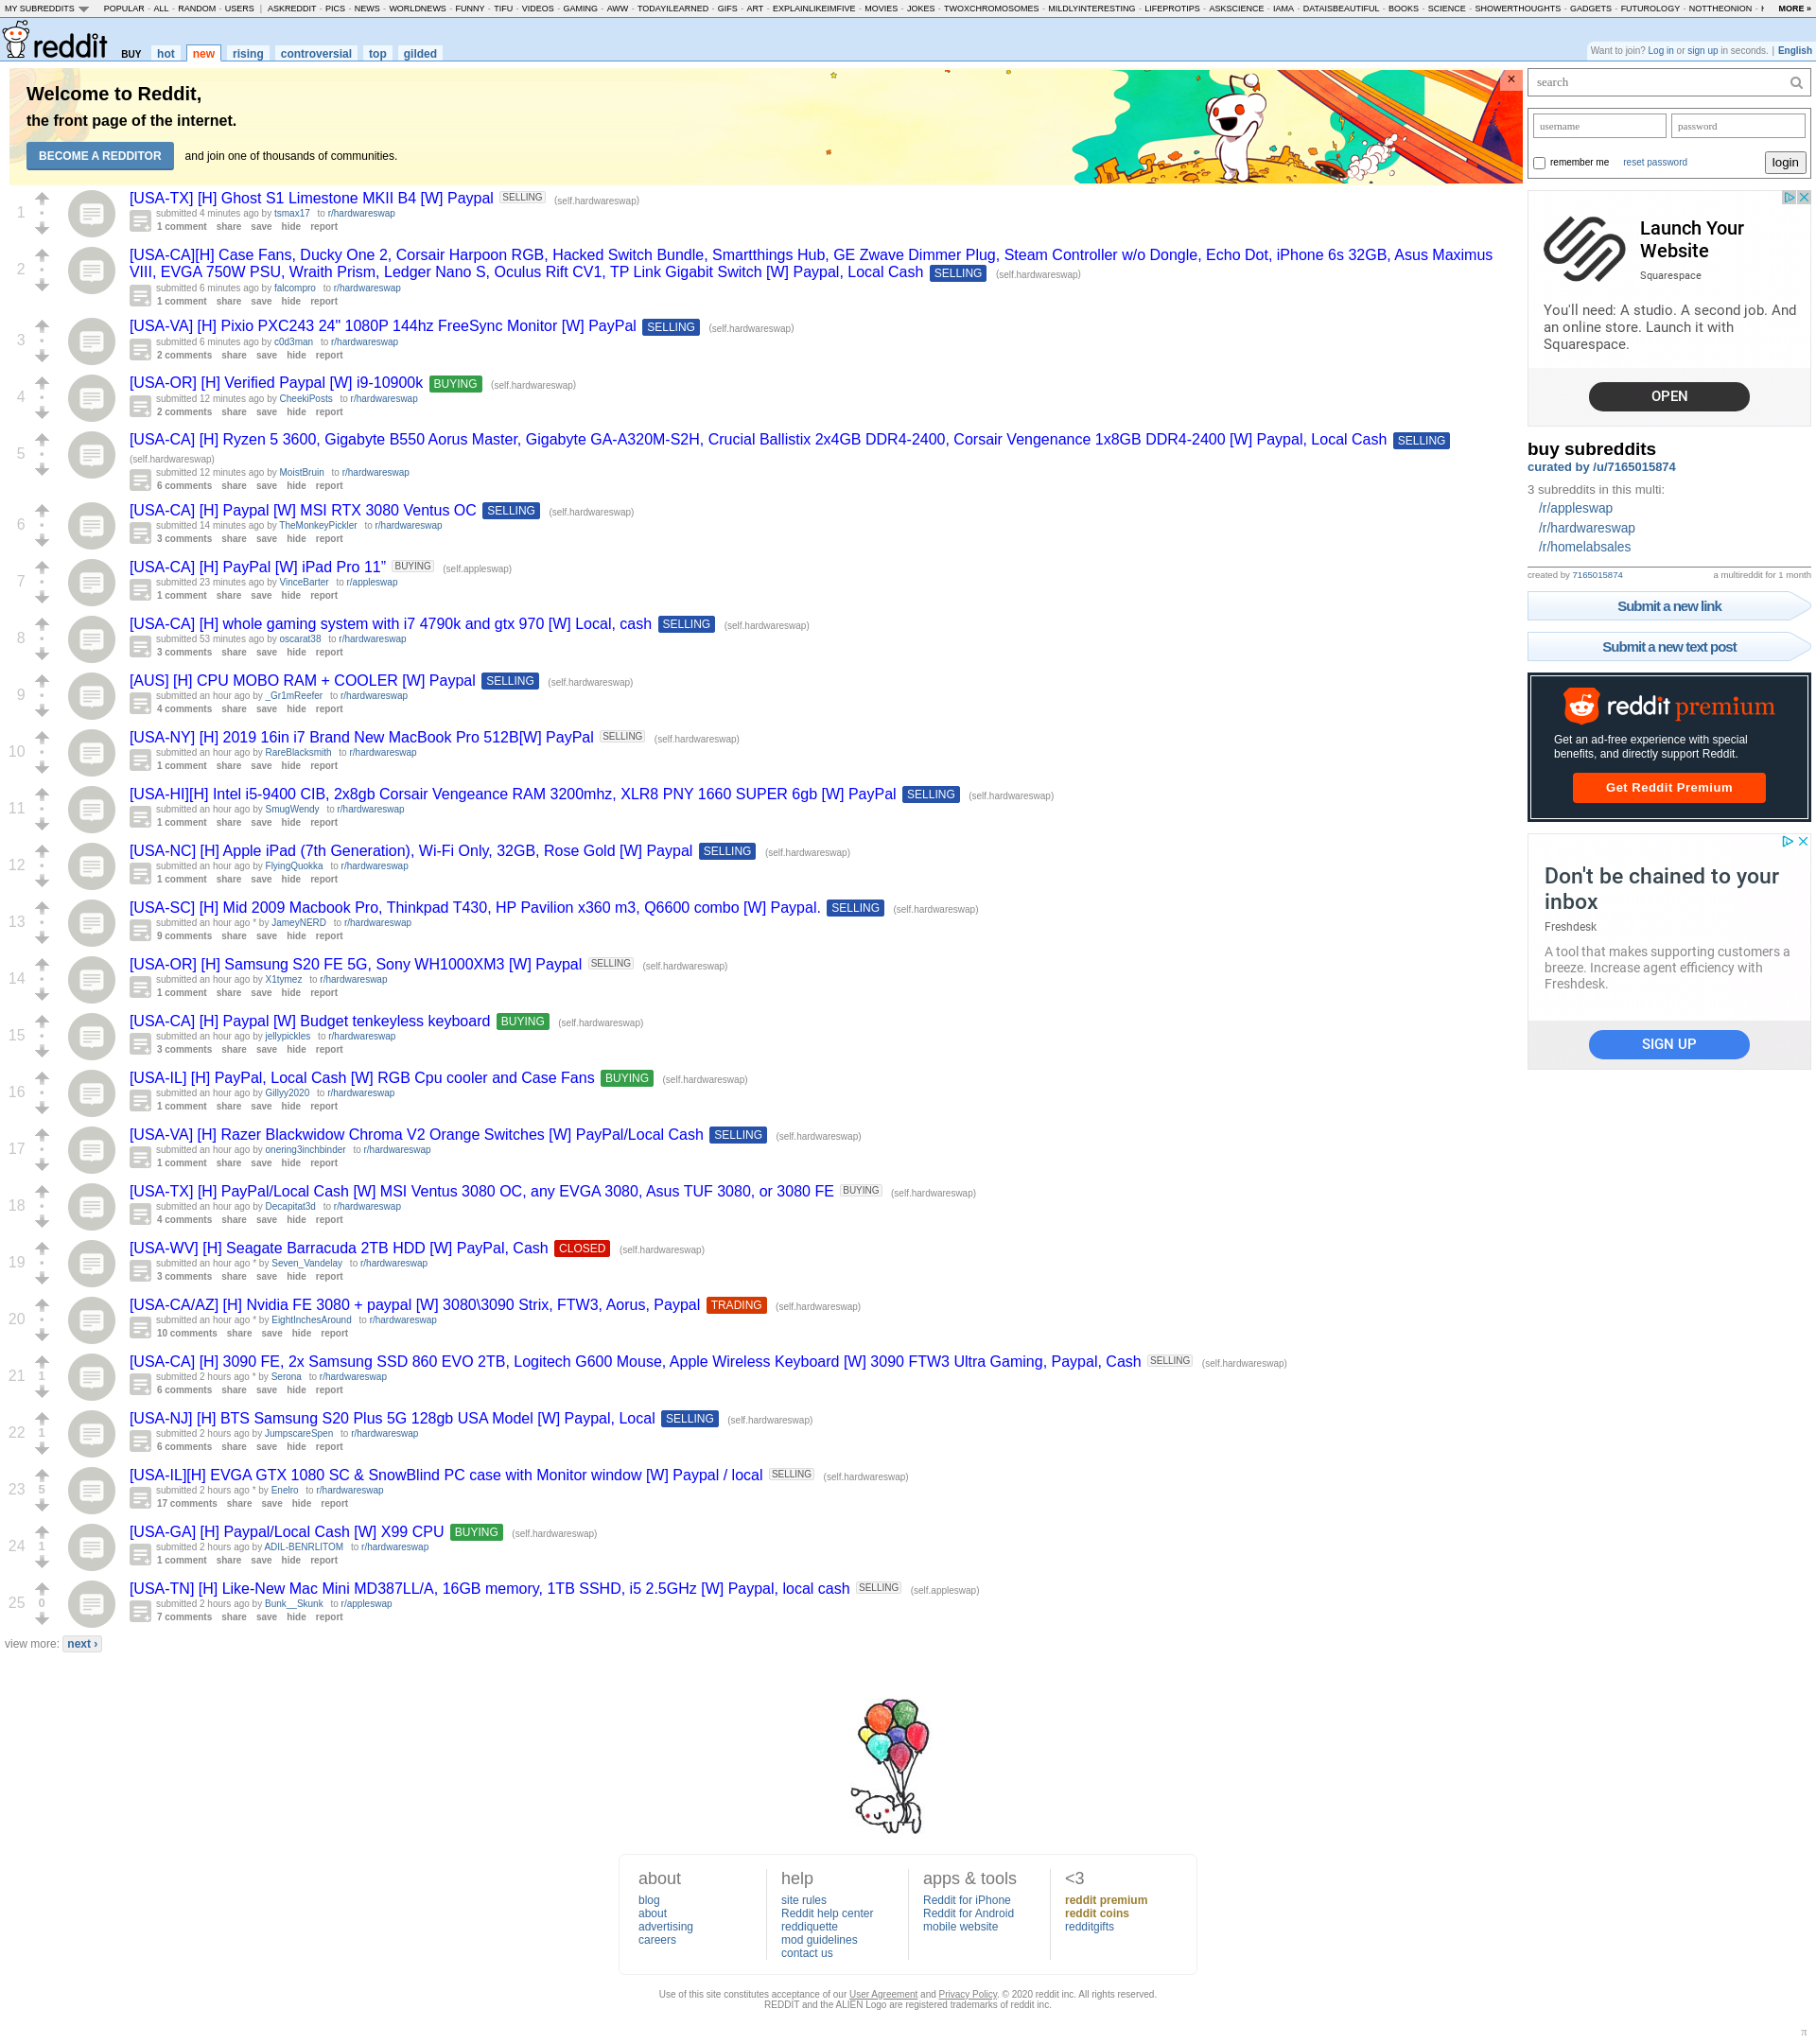 MY SUBREDDITS POPULAR - ALL - RANDOM - USERS | ASKREDDIT - PICS - NEWS - WORLDNEWS - FUNNY - TIFU - VIDEOS - GAMING - AWW - TODAYILEARNED - GIFS - ART - EXPLAINLIKEIMFIVE - MOVIES - JOKES - TWOXCHROMOSOMES - MILDLYINTERESTING - LIFEPROTIPS - ASKSCIENCE - IAMA - DATAISBEAUTIFUL - BOOKS - SCIENCE - SHOWERTHOUGHTS - GADGETS - FUTUROLOGY - NOTTHEONION - MORE »
reddit BUY hot new rising controversial top gilded
Want to join? Log in or sign up in seconds. | English
Welcome to Reddit,
the front page of the internet.
BECOME A REDDITOR and join one of thousands of communities.
×
1
[USA-TX] [H] Ghost S1 Limestone MKII B4 [W] Paypal SELLING (self.hardwareswap)
submitted 4 minutes ago by tsmax17 to r/hardwareswap
1 comment share save hide report
2
[USA-CA][H] Case Fans, Ducky One 2, Corsair Harpoon RGB, Hacked Switch Bundle, Smartthings Hub, GE Zwave Dimmer Plug, Steam Controller w/o Dongle, Echo Dot, iPhone 6s 32GB, Asus Maximus
VIII, EVGA 750W PSU, Wraith Prism, Ledger Nano S, Oculus Rift CV1, TP Link Gigabit Switch [W] Paypal, Local Cash SELLING (self.hardwareswap)
submitted 6 minutes ago by falcompro to r/hardwareswap
1 comment share save hide report
3
[USA-VA] [H] Pixio PXC243 24" 1080P 144hz FreeSync Monitor [W] PayPal SELLING (self.hardwareswap)
submitted 6 minutes ago by c0d3man to r/hardwareswap
2 comments share save hide report
4
[USA-OR] [H] Verified Paypal [W] i9-10900k BUYING (self.hardwareswap)
submitted 12 minutes ago by CheekiPosts to r/hardwareswap
2 comments share save hide report
5
[USA-CA] [H] Ryzen 5 3600, Gigabyte B550 Aorus Master, Gigabyte GA-A320M-S2H, Crucial Ballistix 2x4GB DDR4-2400, Corsair Vengenance 1x8GB DDR4-2400 [W] Paypal, Local Cash SELLING
(self.hardwareswap)
submitted 12 minutes ago by MoistBruin to r/hardwareswap
6 comments share save hide report
6
[USA-CA] [H] Paypal [W] MSI RTX 3080 Ventus OC SELLING (self.hardwareswap)
submitted 14 minutes ago by TheMonkeyPickler to r/hardwareswap
3 comments share save hide report
7
[USA-CA] [H] PayPal [W] iPad Pro 11” BUYING (self.appleswap)
submitted 23 minutes ago by VinceBarter to r/appleswap
1 comment share save hide report
8
[USA-CA] [H] whole gaming system with i7 4790k and gtx 970 [W] Local, cash SELLING (self.hardwareswap)
submitted 53 minutes ago by oscarat38 to r/hardwareswap
3 comments share save hide report
9
[AUS] [H] CPU MOBO RAM + COOLER [W] Paypal SELLING (self.hardwareswap)
submitted an hour ago by _Gr1mReefer to r/hardwareswap
4 comments share save hide report
10
[USA-NY] [H] 2019 16in i7 Brand New MacBook Pro 512B[W] PayPal SELLING (self.hardwareswap)
submitted an hour ago by RareBlacksmith to r/hardwareswap
1 comment share save hide report
11
[USA-HI][H] Intel i5-9400 CIB, 2x8gb Corsair Vengeance RAM 3200mhz, XLR8 PNY 1660 SUPER 6gb [W] PayPal SELLING (self.hardwareswap)
submitted an hour ago by SmugWendy to r/hardwareswap
1 comment share save hide report
12
[USA-NC] [H] Apple iPad (7th Generation), Wi-Fi Only, 32GB, Rose Gold [W] Paypal SELLING (self.hardwareswap)
submitted an hour ago by FlyingQuokka to r/hardwareswap
1 comment share save hide report
13
[USA-SC] [H] Mid 2009 Macbook Pro, Thinkpad T430, HP Pavilion x360 m3, Q6600 combo [W] Paypal. SELLING (self.hardwareswap)
submitted an hour ago * by JameyNERD to r/hardwareswap
9 comments share save hide report
14
[USA-OR] [H] Samsung S20 FE 5G, Sony WH1000XM3 [W] Paypal SELLING (self.hardwareswap)
submitted an hour ago by X1tymez to r/hardwareswap
1 comment share save hide report
15
[USA-CA] [H] Paypal [W] Budget tenkeyless keyboard BUYING (self.hardwareswap)
submitted an hour ago by jellypickles to r/hardwareswap
3 comments share save hide report
16
[USA-IL] [H] PayPal, Local Cash [W] RGB Cpu cooler and Case Fans BUYING (self.hardwareswap)
submitted an hour ago by Gillyy2020 to r/hardwareswap
1 comment share save hide report
17
[USA-VA] [H] Razer Blackwidow Chroma V2 Orange Switches [W] PayPal/Local Cash SELLING (self.hardwareswap)
submitted an hour ago by onering3inchbinder to r/hardwareswap
1 comment share save hide report
18
[USA-TX] [H] PayPal/Local Cash [W] MSI Ventus 3080 OC, any EVGA 3080, Asus TUF 3080, or 3080 FE BUYING (self.hardwareswap)
submitted an hour ago by Decapitat3d to r/hardwareswap
4 comments share save hide report
19
[USA-WV] [H] Seagate Barracuda 2TB HDD [W] PayPal, Cash CLOSED (self.hardwareswap)
submitted an hour ago * by Seven_Vandelay to r/hardwareswap
3 comments share save hide report
20
[USA-CA/AZ] [H] Nvidia FE 3080 + paypal [W] 3080\3090 Strix, FTW3, Aorus, Paypal TRADING (self.hardwareswap)
submitted an hour ago * by EightInchesAround to r/hardwareswap
10 comments share save hide report
21 1
[USA-CA] [H] 3090 FE, 2x Samsung SSD 860 EVO 2TB, Logitech G600 Mouse, Apple Wireless Keyboard [W] 3090 FTW3 Ultra Gaming, Paypal, Cash SELLING (self.hardwareswap)
submitted 2 hours ago * by Serona to r/hardwareswap
6 comments share save hide report
22 1
[USA-NJ] [H] BTS Samsung S20 Plus 5G 128gb USA Model [W] Paypal, Local SELLING (self.hardwareswap)
submitted 2 hours ago by JumpscareSpen to r/hardwareswap
6 comments share save hide report
23 5
[USA-IL][H] EVGA GTX 1080 SC & SnowBlind PC case with Monitor window [W] Paypal / local SELLING (self.hardwareswap)
submitted 2 hours ago * by Enelro to r/hardwareswap
17 comments share save hide report
24 1
[USA-GA] [H] Paypal/Local Cash [W] X99 CPU BUYING (self.hardwareswap)
submitted 2 hours ago by ADIL-BENRLITOM to r/hardwareswap
1 comment share save hide report
25 0
[USA-TN] [H] Like-New Mac Mini MD387LL/A, 16GB memory, 1TB SSHD, i5 2.5GHz [W] Paypal, local cash SELLING (self.appleswap)
submitted 2 hours ago by Bunk__Skunk to r/appleswap
7 comments share save hide report
view more: next ›
search
username password
remember me reset password login
Launch Your
Website
Squarespace
You'll need: A studio. A second job. And
an online store. Launch it with
Squarespace.
OPEN
buy subreddits
curated by /u/7165015874
3 subreddits in this multi:
/r/appleswap
/r/hardwareswap
/r/homelabsales
created by 7165015874 a multireddit for 1 month
Submit a new link
Submit a new text post
reddit premium
Get an ad-free experience with special
benefits, and directly support Reddit.
Get Reddit Premium
Don't be chained to your
inbox
Freshdesk
A tool that makes supporting customers a
breeze. Increase agent efficiency with
Freshdesk.
SIGN UP
about
blog
about
advertising
careers
help
site rules
Reddit help center
reddiquette
mod guidelines
contact us
apps & tools
Reddit for iPhone
Reddit for Android
mobile website
<3
reddit premium
reddit coins
redditgifts
Use of this site constitutes acceptance of our User Agreement and Privacy Policy. © 2020 reddit inc. All rights reserved.
REDDIT and the ALIEN Logo are registered trademarks of reddit inc.
π